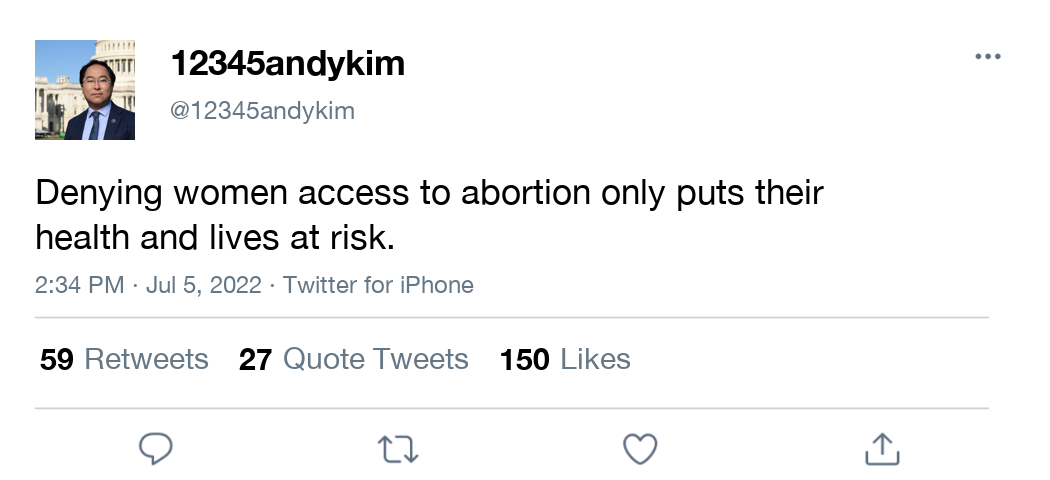 12345andykim
@12345andykim
Denying women access to abortion only puts their
health and lives at risk.
2:34 PM · Jul 5, 2022 · Twitter for iPhone
59 Retweets 27 Quote Tweets 150 Likes